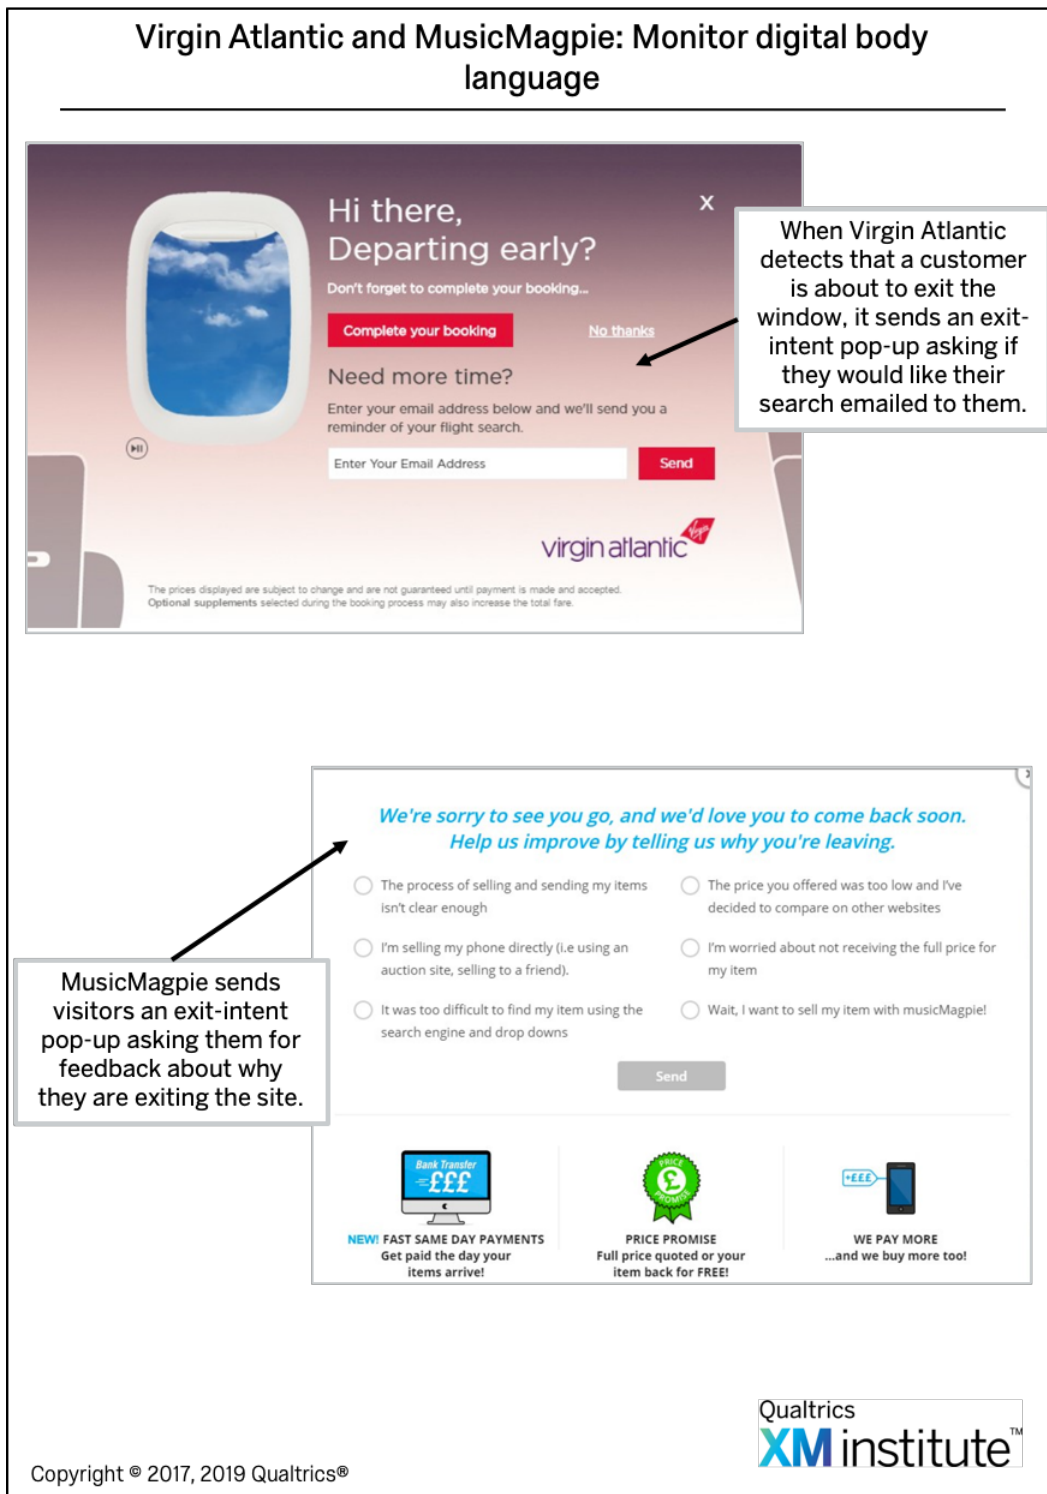 Virgin Atlantic and MusicMagpie: Monitor digital body
language
Hi there,
Departing early?
X
Don't forget to complete your booking...
Complete your booking
No thanks
Need more time?
Enter your email address below and we'll send you a
reminder of your flight search.
Enter Your Email Address
Send
virgin atlantic
Virgin
The prices displayed are subject to change and are not guaranteed until payment is made and accepted.
Optional supplements selected during the booking process may also increase the total fare.
When Virgin Atlantic
detects that a customer
is about to exit the
window, it sends an exit-
intent pop-up asking if
they would like their
search emailed to them.
We're sorry to see you go, and we'd love you to come back soon.
Help us improve by telling us why you're leaving.
The process of selling and sending my items
isn't clear enough
The price you offered was too low and I've
decided to compare on other websites
I'm selling my phone directly (i.e using an
auction site, selling to a friend).
I'm worried about not receiving the full price for
my item
It was too difficult to find my item using the
search engine and drop downs
Wait, I want to sell my item with musicMagpie!
Send
MusicMagpie sends
visitors an exit-intent
pop-up asking them for
feedback about why
they are exiting the site.
Bank Transfer
£££
NEW! FAST SAME DAY PAYMENTS
Get paid the day your
items arrive!
PRICE
£
PROMISE
PRICE PROMISE
Full price quoted or your
item back for FREE!
+£££
WE PAY MORE
...and we buy more too!
Qualtrics
XM institute™
Copyright © 2017, 2019 Qualtrics®